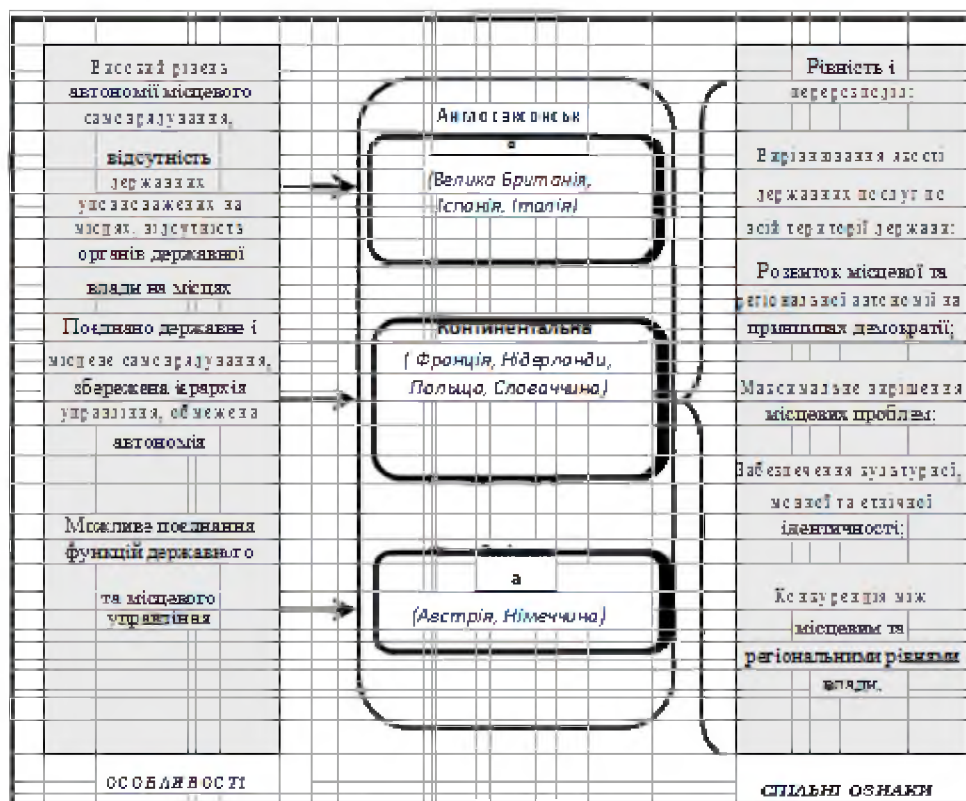 Високий рівень
автономії місцевого
самоврядування,
відсутність
державних
уповноважених на
місцях, відсутність
органів державної
влади на місцях
Поєднано державне і
місцеве самоврядування,
збережена ієрархія
управління, обмежена
автономія
Можливе поєднання
функцій державного
та місцевого
управління
ОСОБЛИВОСТІ
Англосаксонськ
а
(Велика Британія,
Іспанія, Італія)
Континентальна
( Франція, Нідерланди,
Польща, Словаччина)
а
(Австрія, Німеччина)
Рівність і
перерозподіл;
Вирівнювання якості
державних послуг по
всій території держави;
Розвиток місцевої та
регіональної автономії на
принципах демократії;
Максимальне вирішення
місцевих проблем;
Забезпечення культурної,
мовної та етнічної
ідентичності;
Конкуренція між
місцевим та
регіональними рівнями
влади.
СПІЛЬНІ ОЗНАКИ